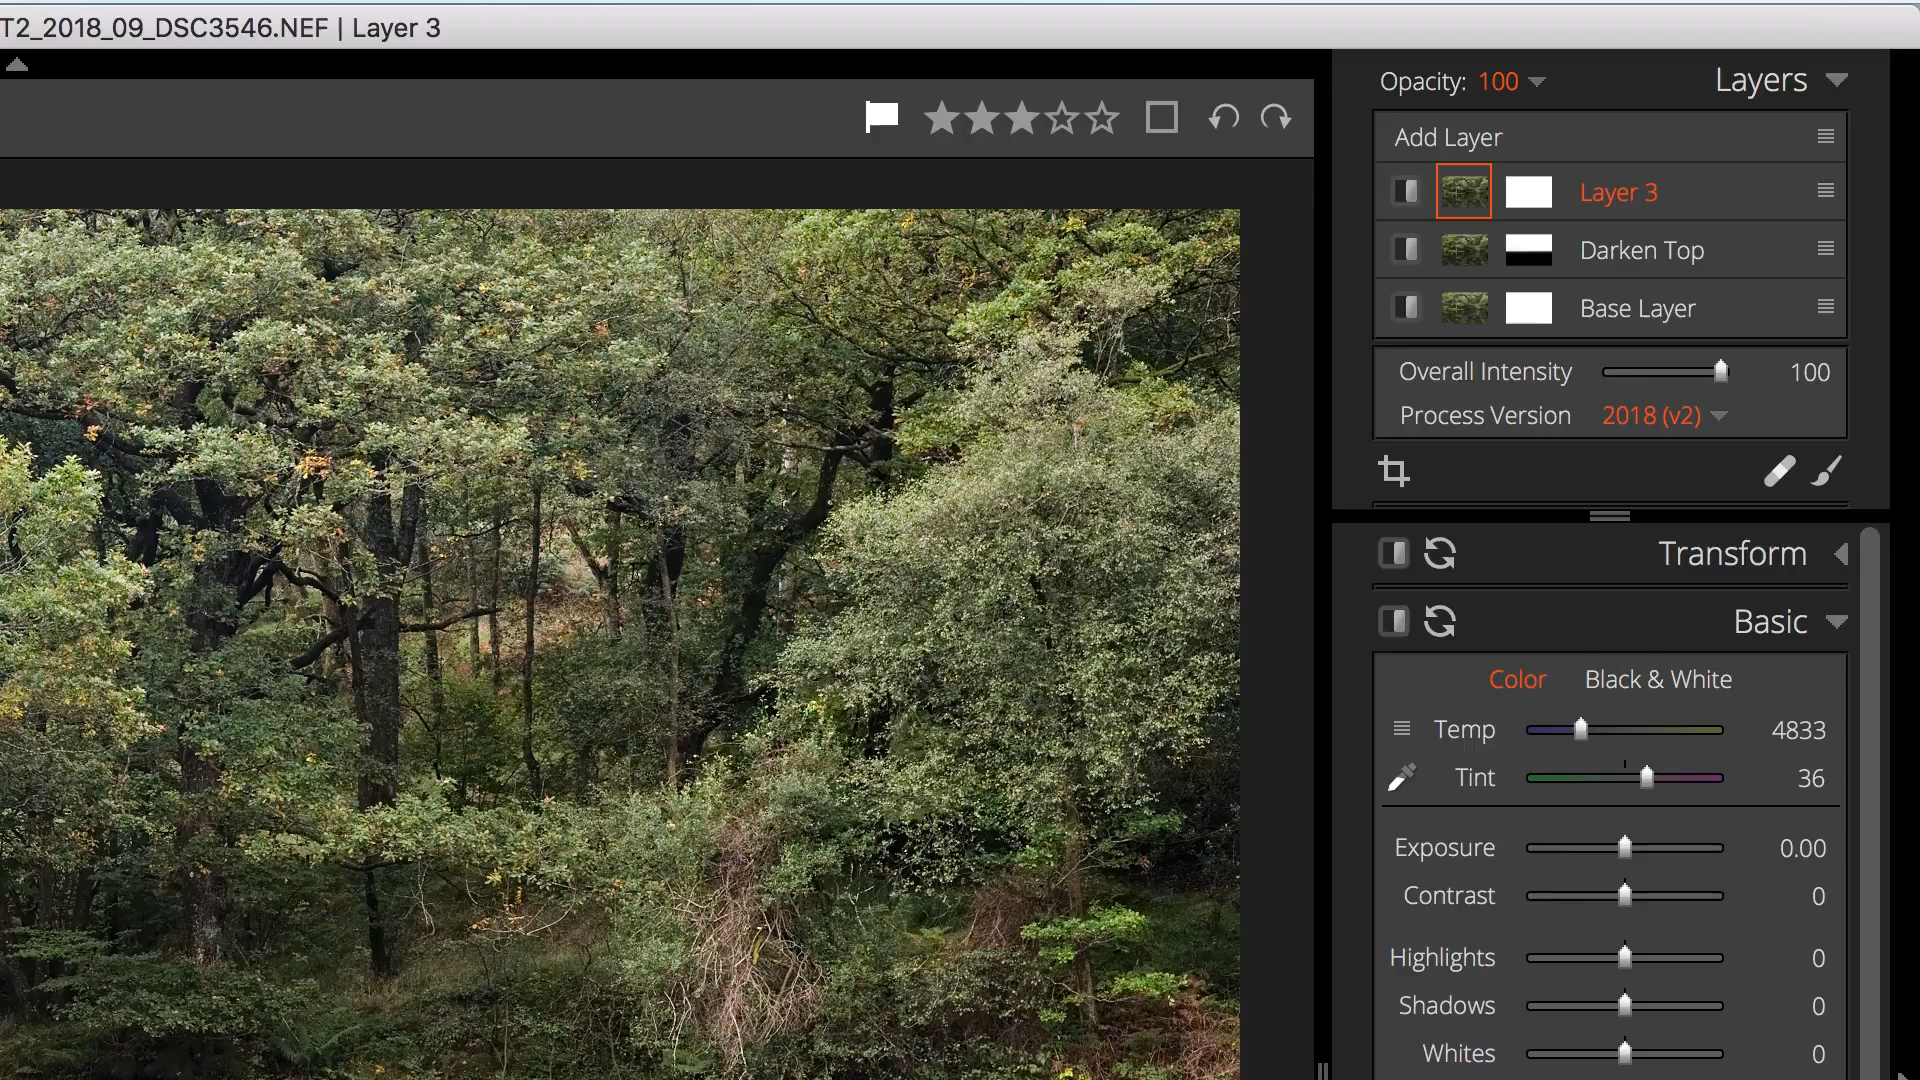 T2_2018_09_DSC3546.NEF | Layer 3
Opacity: 100 Layers
Add Layer
Layer 3
Darken Top
Base Layer
Overall Intensity 100
Process Version 2018 (v2)
Transform
Basic
Color Black & White
Temp 4833
Tint 36
Exposure 0.00
Contrast 0
Highlights 0
Shadows 0
Whites 0